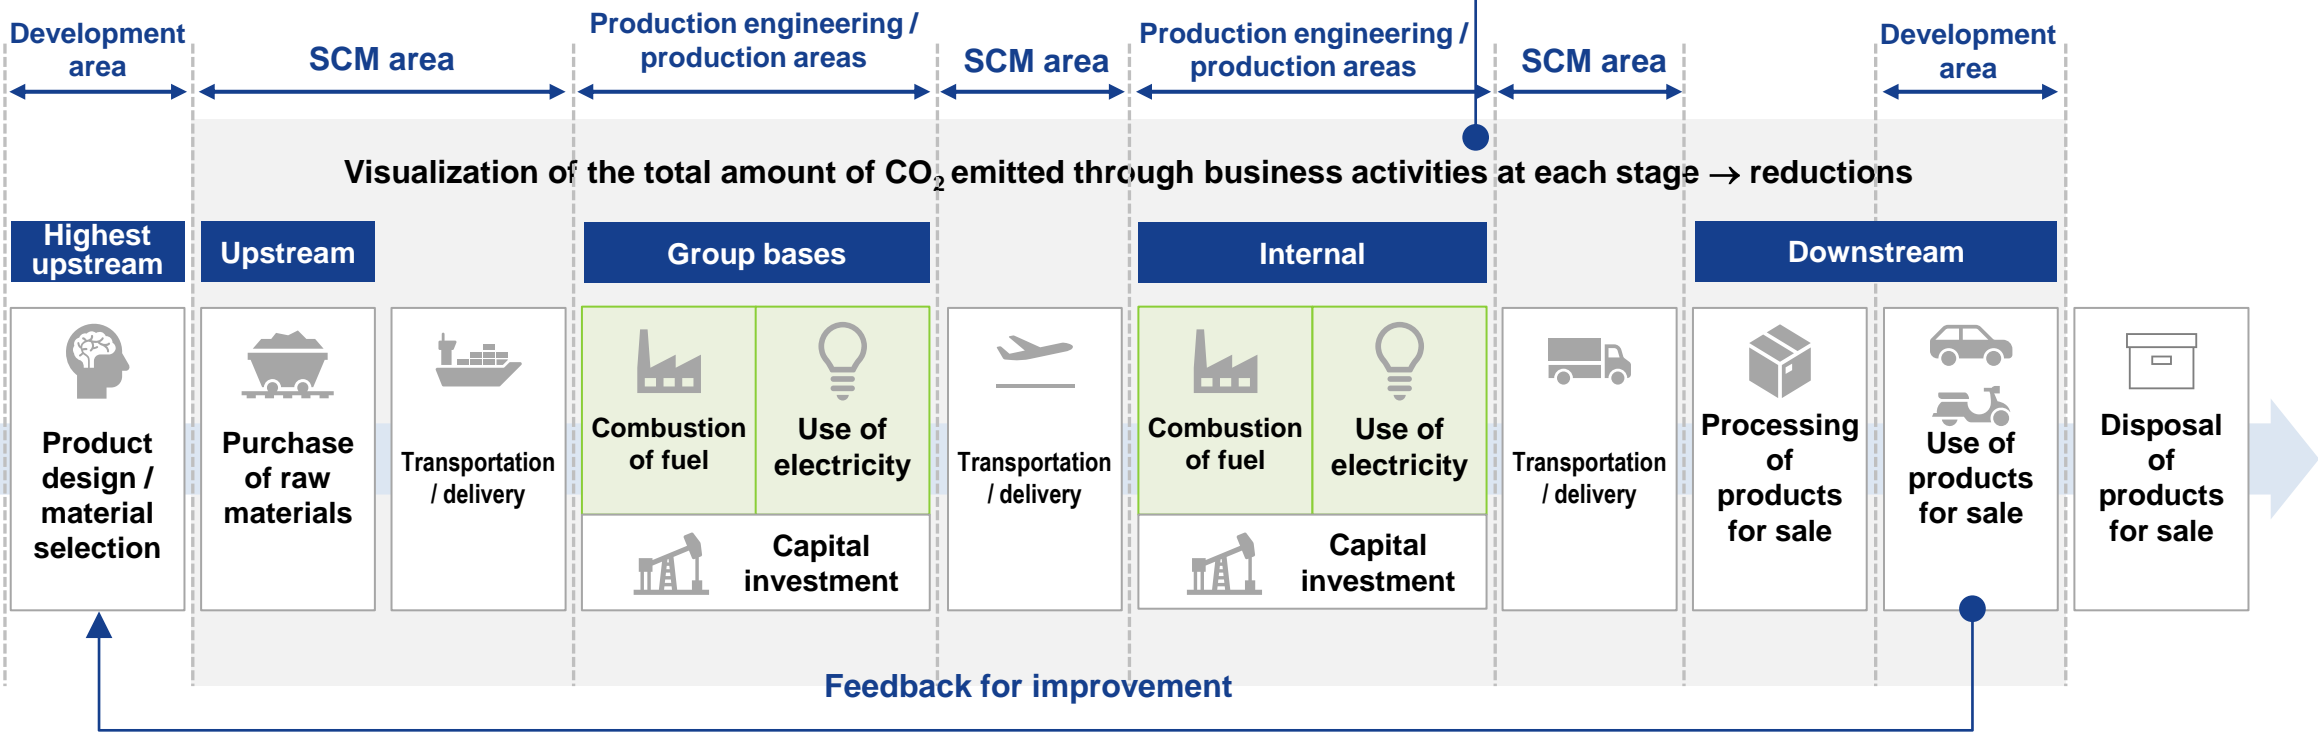 Development
area
SCM area
Production engineering /
production areas
SCM area
Production engineering /
production areas
SCM area
Development
area
Visualization of the total amount of CO₂ emitted through business activities at each stage → reductions
Highest
upstream
Upstream
Group bases
Internal
Downstream
Product
design /
material
selection
Purchase
of raw
materials
Transportation
/ delivery
Combustion
of fuel
Use of
electricity
Capital
investment
Transportation
/ delivery
Combustion
of fuel
Use of
electricity
Capital
investment
Transportation
/ delivery
Processing
of
products
for sale
Use of
products
for sale
Disposal
of
products
for sale
Feedback for improvement